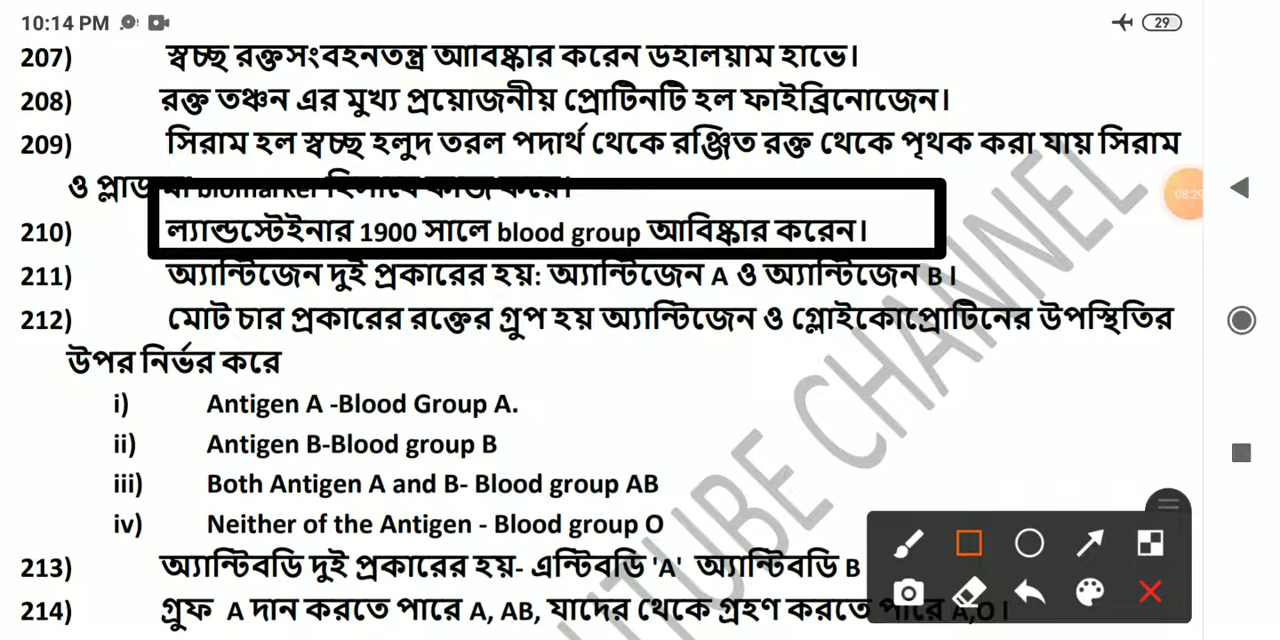 10:14 PM
29
207) স্বচ্ছ রক্তসংবহনতন্ত্র আবিষ্কার করেন উইলিয়াম হার্ভে।
208) রক্ত তঞ্চন এর মুখ্য প্রয়োজনীয় প্রোটিনটি হল ফাইব্রিনোজেন।
209) সিরাম হল স্বচ্ছ হলুদ তরল পদার্থ থেকে রঞ্জিত রক্ত থেকে পৃথক করা যায় সিরাম
ও biomarker হিসাবে কাজ করে।
08:29
210) ল্যান্ডস্টেইনার 1900 সালে blood group আবিষ্কার করেন।
211) অ্যান্টিজেন দুই প্রকারের হয়: অ্যান্টিজেন A ও অ্যান্টিজেন B।
212) মোট চার প্রকারের রক্তের গ্রুপ হয় অ্যান্টিজেন ও গ্লোইকোপ্রোটিনের উপস্থিতির
উপর নির্ভর করে
i) Antigen A -Blood Group A.
ii) Antigen B-Blood group B
iii) Both Antigen A and B- Blood group AB
iv) Neither of the Antigen - Blood group O
213) অ্যান্টিবডি দুই প্রকারের হয়- এন্টিবডি 'A' অ্যান্টিবডি B
214) গ্রুফ A দান করতে পারে A, AB, যাদের থেকে গ্রহণ করতে পারে A,O।
CHANNEL